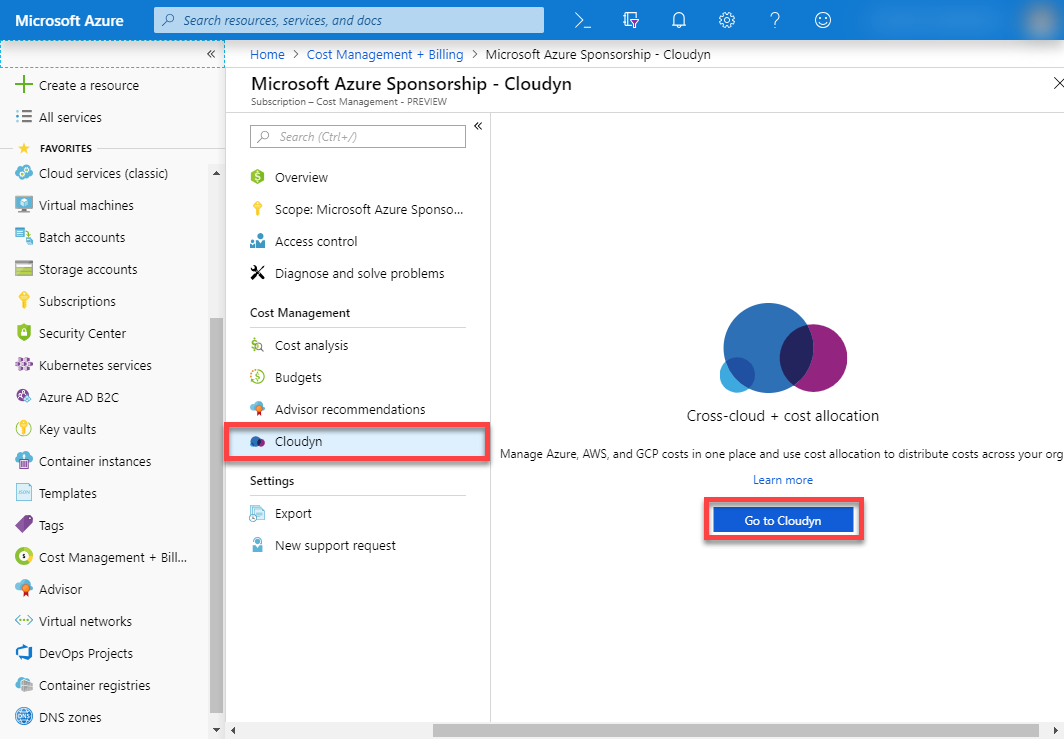 Microsoft Azure
Search resources, services, and docs
Create a resource
All services
FAVORITES
Cloud services (classic)
Virtual machines
Batch accounts
Storage accounts
Subscriptions
Security Center
Kubernetes services
Azure AD B2C
Key vaults
Container instances
Templates
Tags
Cost Management + Bill...
Advisor
Virtual networks
DevOps Projects
Container registries
DNS zones
Home > Cost Management + Billing > Microsoft Azure Sponsorship - Cloudyn
Microsoft Azure Sponsorship - Cloudyn
Subscription – Cost Management - PREVIEW
Search (Ctrl+/)
Overview
Scope: Microsoft Azure Sponso...
Access control
Diagnose and solve problems
Cost Management
Cost analysis
Budgets
Advisor recommendations
Cloudyn
Settings
Export
New support request
Cross-cloud + cost allocation
Manage Azure, AWS, and GCP costs in one place and use cost allocation to distribute costs across your org
Learn more
Go to Cloudyn